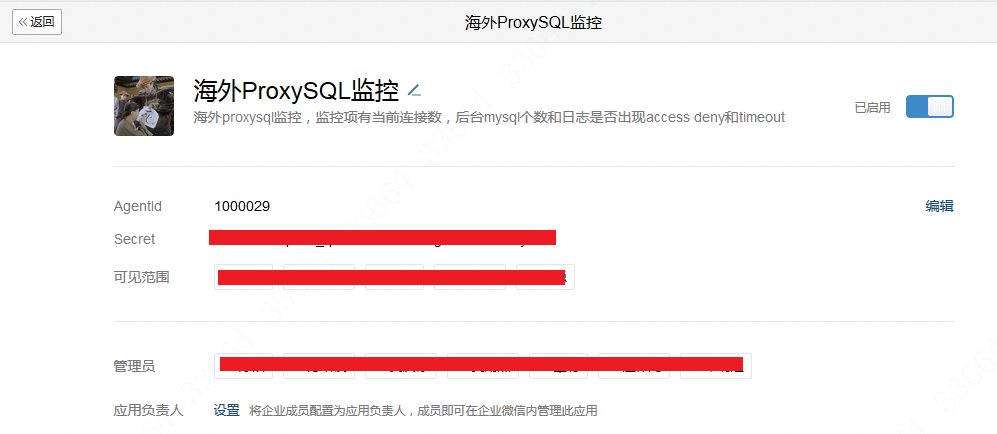 返回
海外ProxySQL监控
海外ProxySQL监控
海外proxysql监控，监控项有当前连接数，后台mysql个数和日志是否出现access deny和timeout
已启用
AgentId 1000029 编辑
Secret
可见范围
管理员
应用负责人 设置 将企业成员配置为应用负责人，成员即可在企业微信内管理此应用